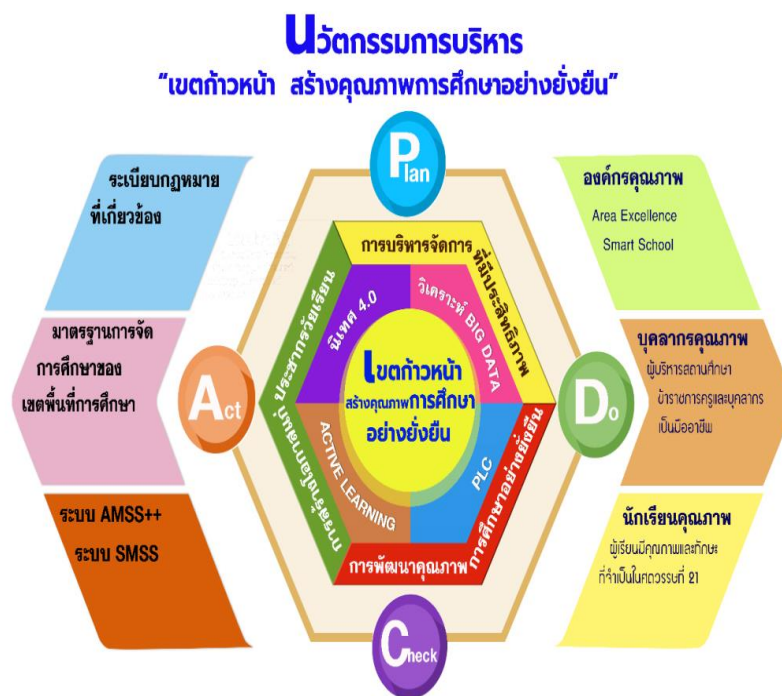 นวัตกรรมการบริหาร
“เขตก้าวหน้า สร้างคุณภาพการศึกษาอย่างยั่งยืน”
Plan
ระเบียบกฎหมาย
ที่เกี่ยวข้อง
มาตรฐานการจัด
การศึกษาของ
เขตพื้นที่การศึกษา
ระบบ AMSS++
ระบบ SMSS
Act
การบริหารจัดการ
ที่มีประสิทธิภาพ
การสร้างโอกาสแก่ ประชากรวัยเรียน
นิเทศ 4.0
วิเคราะห์ BIG DATA
เขตก้าวหน้า
สร้างคุณภาพการศึกษา
อย่างยั่งยืน
ACTIVE LEARNING
PLC
การพัฒนาคุณภาพ
การศึกษาอย่างยั่งยืน
Check
Do
องค์กรคุณภาพ
Area Excellence
Smart School
บุคลากรคุณภาพ
ผู้บริหารสถานศึกษา
ข้าราชการครูและบุคลากร
เป็นมืออาชีพ
นักเรียนคุณภาพ
ผู้เรียนมีคุณภาพและทักษะ
ที่จำเป็นในศตวรรษที่ 21